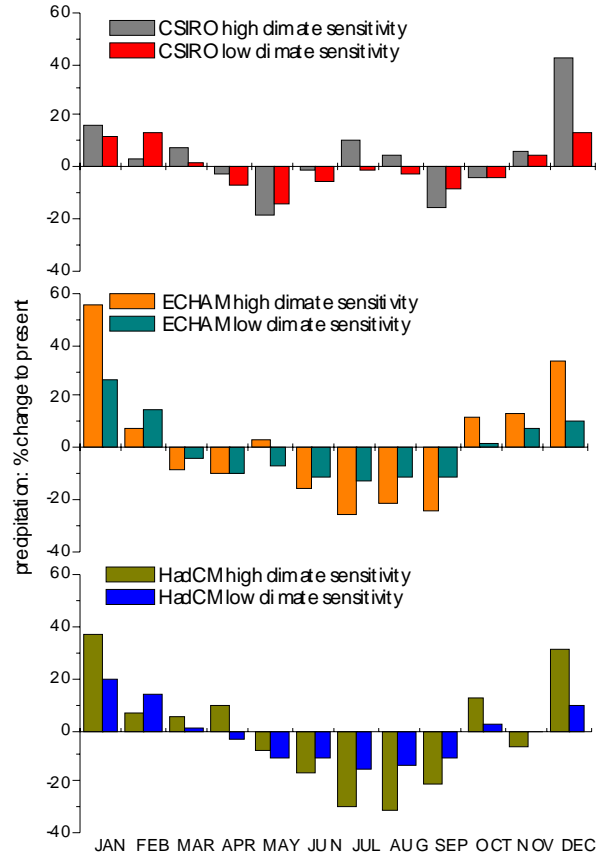 60
CSIRO high climate sensitivity
CSIRO low climate sensitivity
40
20
0
-20
-40
precipitation: % change to present
60
ECHAM high climate sensitivity
ECHAM low climate sensitivity
40
20
0
-20
-40
60
HadCM high climate sensitivity
HadCM low climate sensitivity
40
20
0
-20
-40
JAN FEB MAR APR MAY JUN JUL AUG SEP OCT NOV DEC